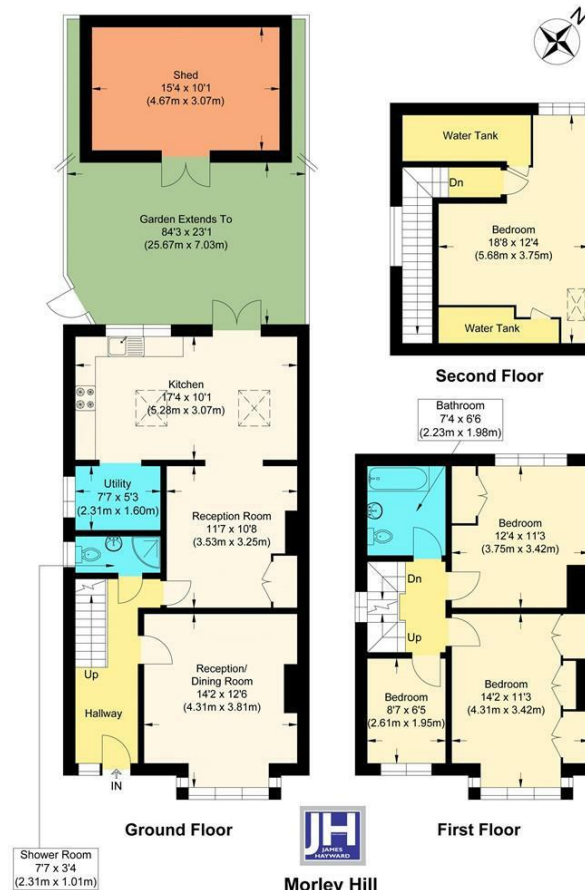 N
Shed
15'4 x 10'1
(4.67m x 3.07m)
Garden Extends To
84'3 x 23'1
(25.67m x 7.03m)
Kitchen
17'4 x 10'1
(5.28m x 3.07m)
Utility
7'7 x 5'3
(2.31m x 1.60m)
Reception Room
11'7 x 10'8
(3.53m x 3.25m)
Up
Hallway
Reception/
Dining Room
14'2 x 12'6
(4.31m x 3.81m)
IN
Ground Floor
Shower Room
7'7 x 3'4
(2.31m x 1.01m)
Water Tank
Dn
Bedroom
18'8 x 12'4
(5.68m x 3.75m)
Water Tank
Second Floor
Bathroom
7'4 x 6'6
(2.23m x 1.98m)
Bedroom
12'4 x 11'3
(3.75m x 3.42m)
Dn
Up
Bedroom
8'7 x 6'5
(2.61m x 1.95m)
Bedroom
14'2 x 11'3
(4.31m x 3.42m)
First Floor
JH
JAMES
HAYWARD
Morley Hill